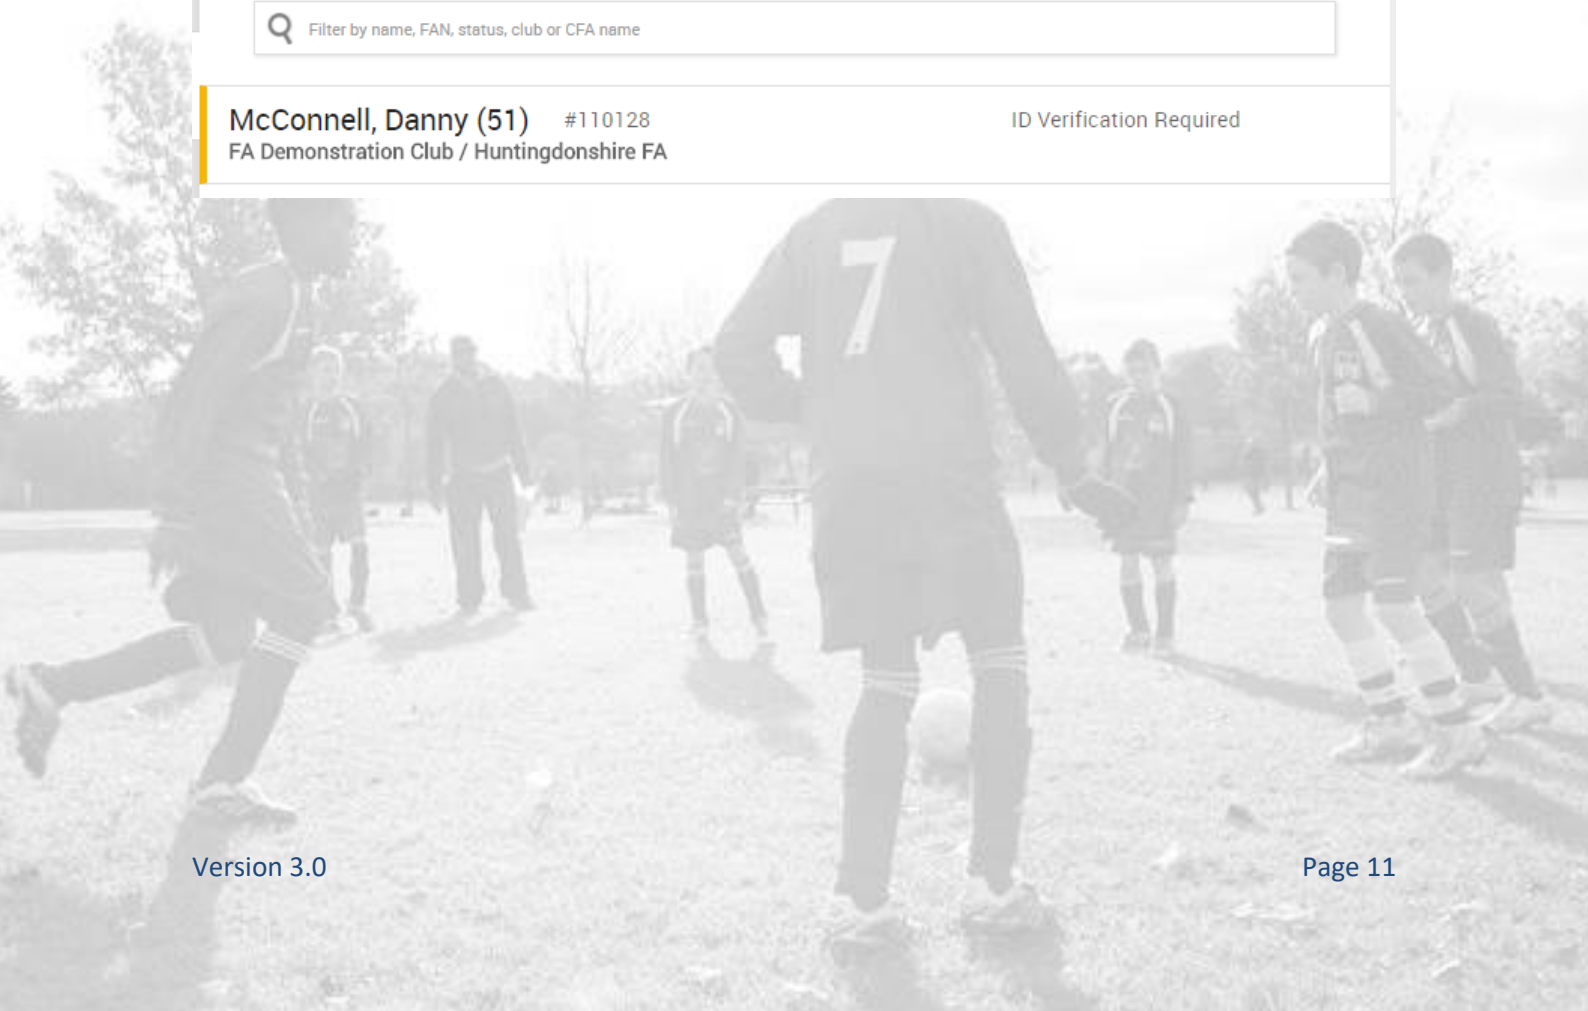 Filter by name, FAN, status, club or CFA name
McConnell, Danny (51) #110128 ID Verification Required
FA Demonstration Club / Huntingdonshire FA
7
Version 3.0 Page 11